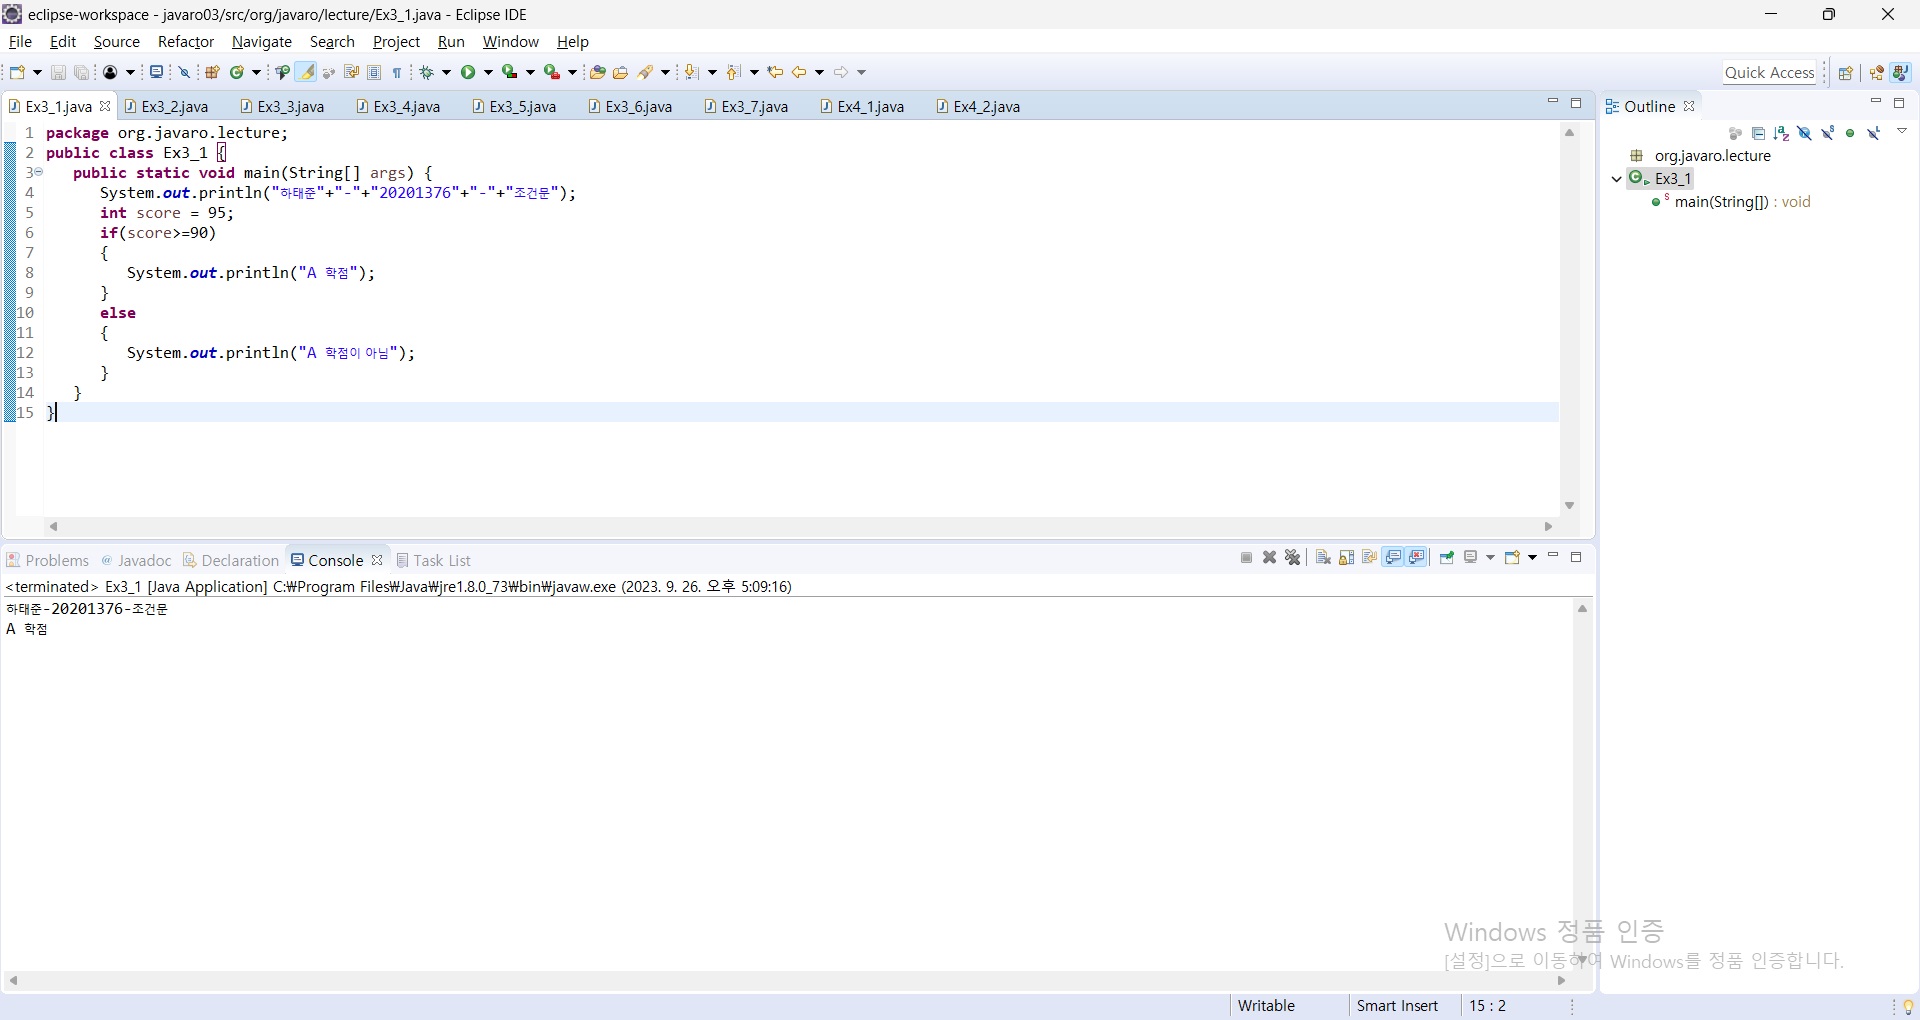 eclipse-workspace - javaro03/src/org/javaro/lecture/Ex3_1.java - Eclipse IDE
File Edit Source Refactor Navigate Search Project Run Window Help
Quick Access
Ex3_1.java Ex3_2.java Ex3_3.java Ex3_4.java Ex3_5.java Ex3_6.java Ex3_7.java Ex4_1.java Ex4_2.java
1 package org.javaro.lecture;
2 public class Ex3_1 {
3 public static void main(String[] args) {
4 System.out.println("하태준"+"-"+"20201376"+"-"+"조건문");
5 int score = 95;
6 if(score>=90)
7 {
8 System.out.println("A 학점");
9 }
10 else
11 {
12 System.out.println("A 학점이 아님");
13 }
14 }
15 }
Outline
org.javaro.lecture
Ex3_1
main(String[]) : void
Problems Javadoc Declaration Console Task List
<terminated> Ex3_1 [Java Application] C:₩Program Files₩Java₩jre1.8.0_73₩bin₩javaw.exe (2023. 9. 26. 오후 5:09:16)
하태준-20201376-조건문
A 학점
Windows 정품 인증
[설정]으로 이동하여 Windows를 정품 인증합니다.
Writable Smart Insert 15 : 2